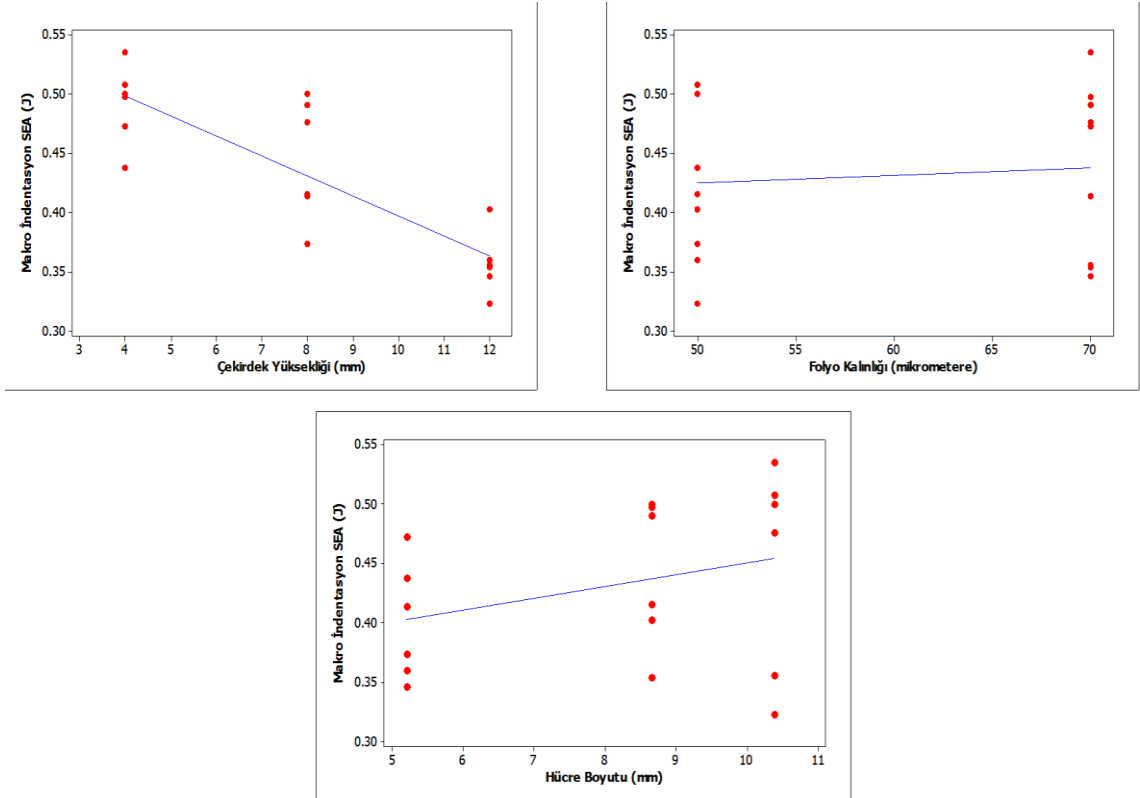 Makro İndentasyon SEA (J)
0.55
0.50
0.45
0.40
0.35
0.30
3 4 5 6 7 8 9 10 11 12
Çekirdek Yüksekliği (mm)
Makro İndentasyon SEA (J)
0.55
0.50
0.45
0.40
0.35
0.30
50 55 60 65 70
Folyo Kalınlığı (mikrometere)
Makro İndentasyon SEA (J)
0.55
0.50
0.45
0.40
0.35
0.30
5 6 7 8 9 10 11
Hücre Boyutu (mm)